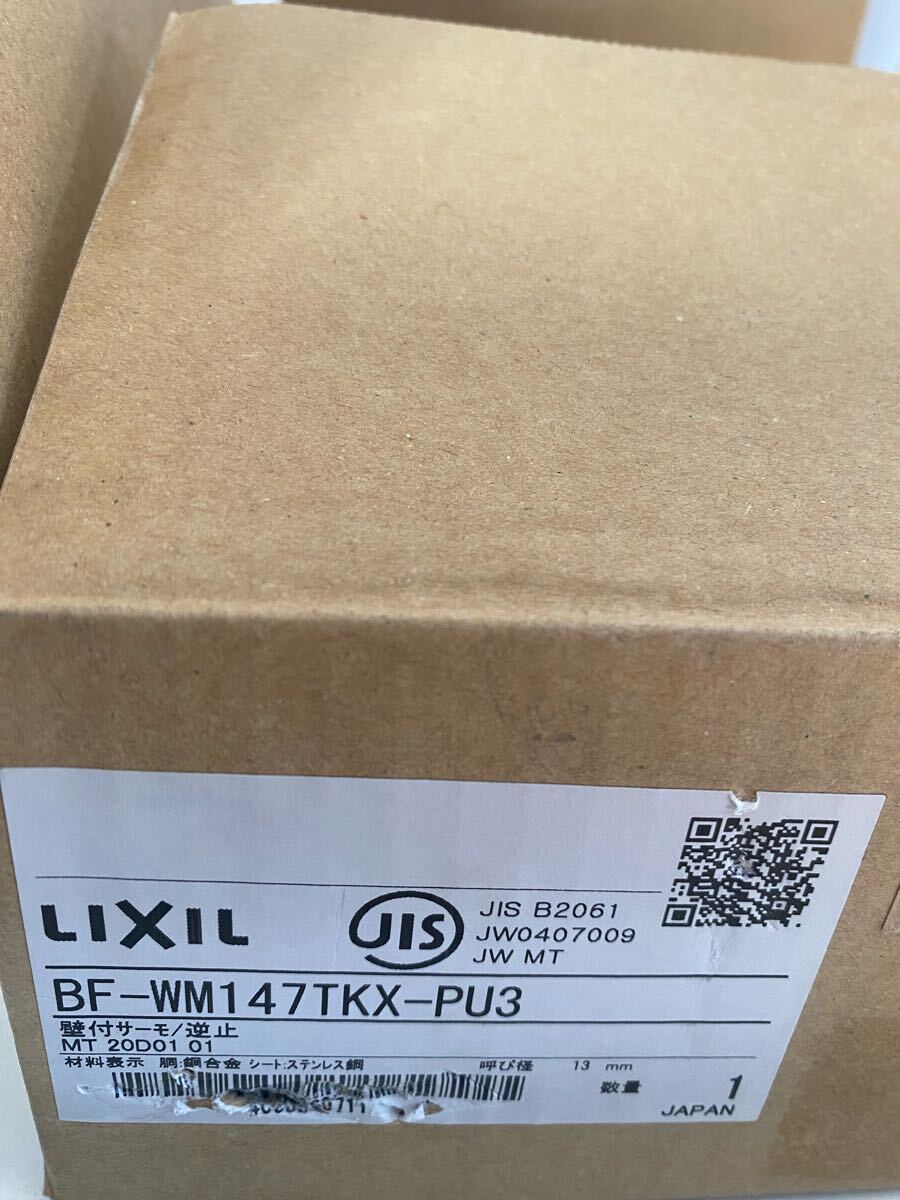 LIXIL
JIS
JIS B2061
JW0407009
JW MT
BF-WM147TKX-PU3
壁付サーモ/逆止
MT 20D01 01
材料表示 胴:銅合金 シート:ステンレス鋼 呼び径 13 mm
数量 1
JAPAN